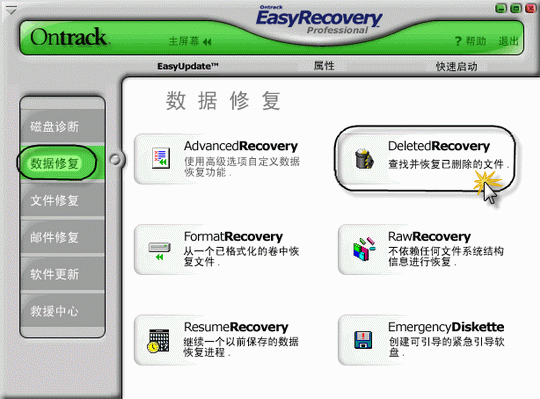 Ontrack
EasyRecovery™
Professional
Ontrack.
主屏幕
? 帮助 退出
EasyUpdate™ 属性 快速启动
磁盘诊断
数据修复
文件修复
邮件修复
软件更新
救援中心
数据修复
AdvancedRecovery
使用高级选项自定义数据
恢复功能.
DeletedRecovery
查找并恢复已删除的文件.
FormatRecovery
从一个已格式化的卷中恢
复文件.
RawRecovery
不依赖任何文件系统结构
信息进行恢复.
ResumeRecovery
继续一个以前保存的数据
恢复进程.
EmergencyDiskette
创建可引导的紧急引导软
盘.